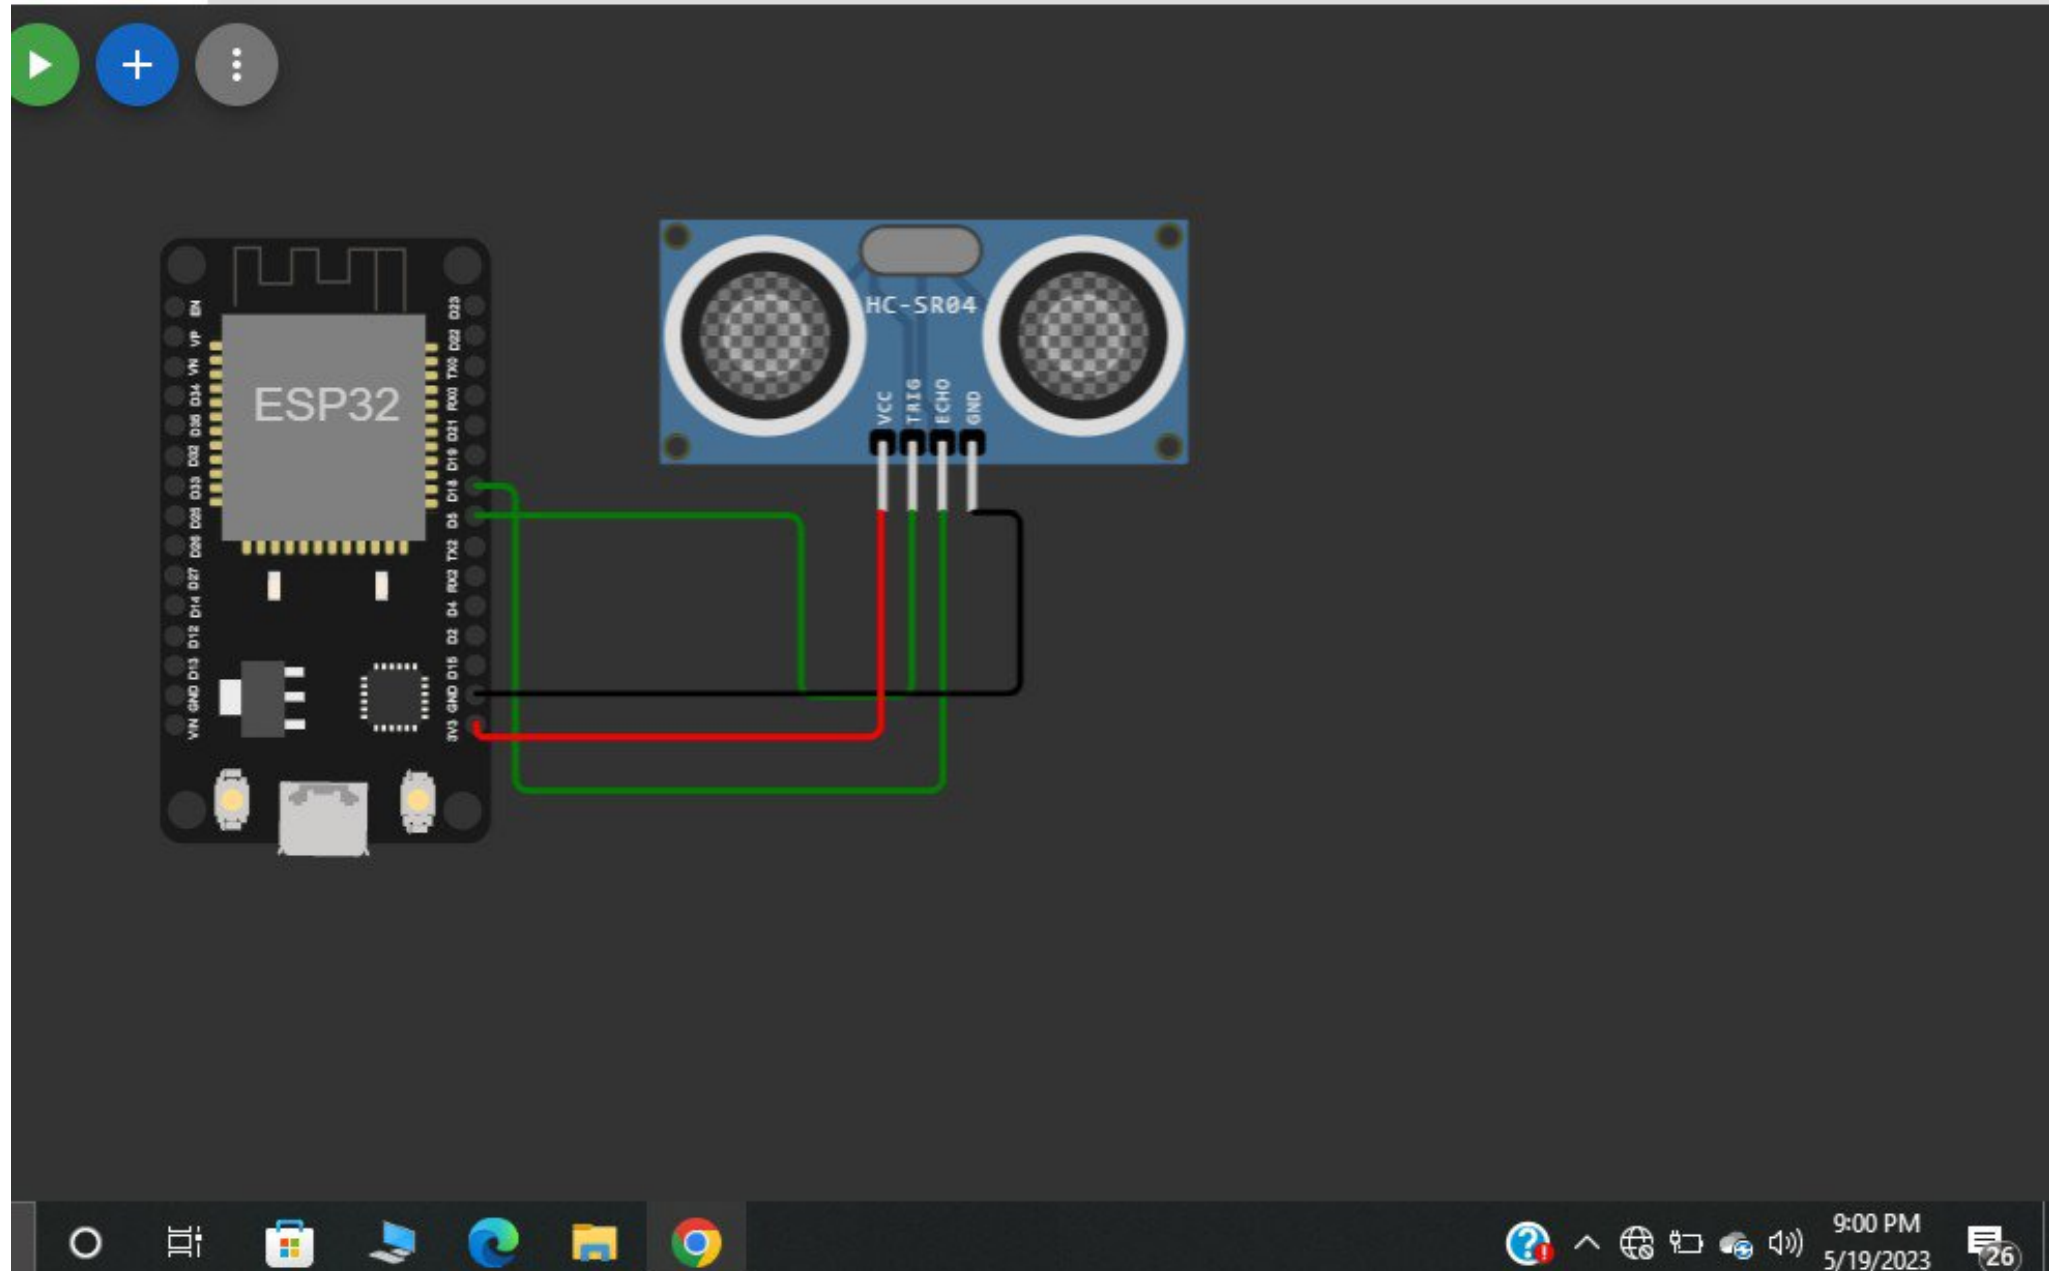 HC-SR04
VCC
TRIG
ECHO
GND
ESP32
EN
VP
VN
D34
D35
D32
D33
D25
D26
D27
D14
D12
D13
GND
VIN
D23
D22
TX0
RX0
D21
D19
D18
D5
TX2
RX2
D4
D2
D15
GND
3V3
9:00 PM
5/19/2023
26